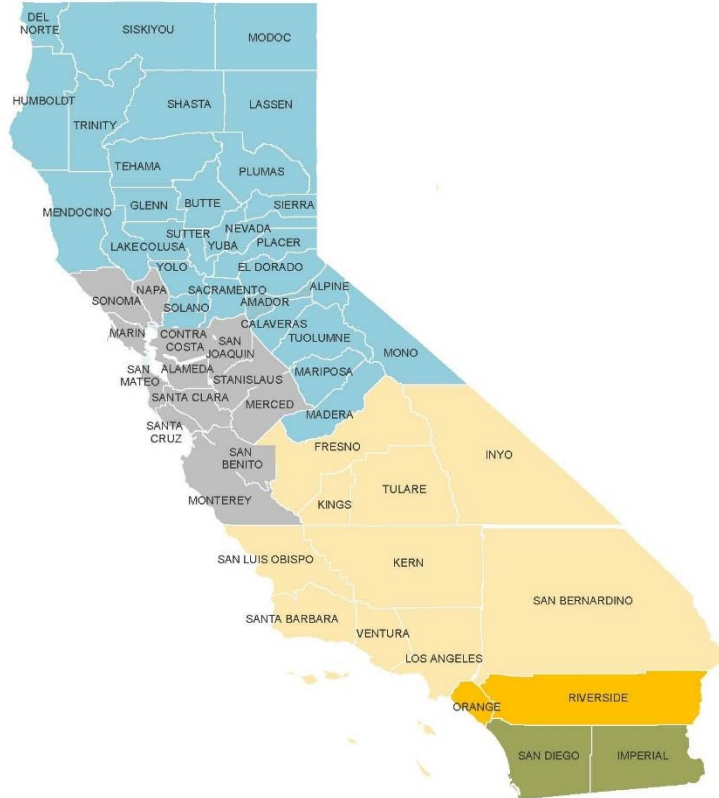 DEL
NORTE
SISKIYOU
MODOC
HUMBOLDT
TRINITY
SHASTA
LASSEN
TEHAMA
PLUMAS
MENDOCINO
GLENN
BUTTE
SIERRA
LAKE
COLUSA
SUTTER
YUBA
NEVADA
PLACER
YOLO
EL DORADO
SONOMA
NAPA
SOLANO
SACRAMENTO
AMADOR
ALPINE
MARIN
CONTRA
COSTA
SAN
JOAQUIN
CALAVERAS
TUOLUMNE
MONO
SAN
MATEO
ALAMEDA
STANISLAUS
MARIPOSA
SANTA CLARA
MERCED
MADERA
SANTA
CRUZ
SAN
BENITO
FRESNO
INYO
MONTEREY
KINGS
TULARE
SAN LUIS OBISPO
KERN
SAN BERNARDINO
SANTA BARBARA
VENTURA
LOS ANGELES
ORANGE
RIVERSIDE
SAN DIEGO
IMPERIAL